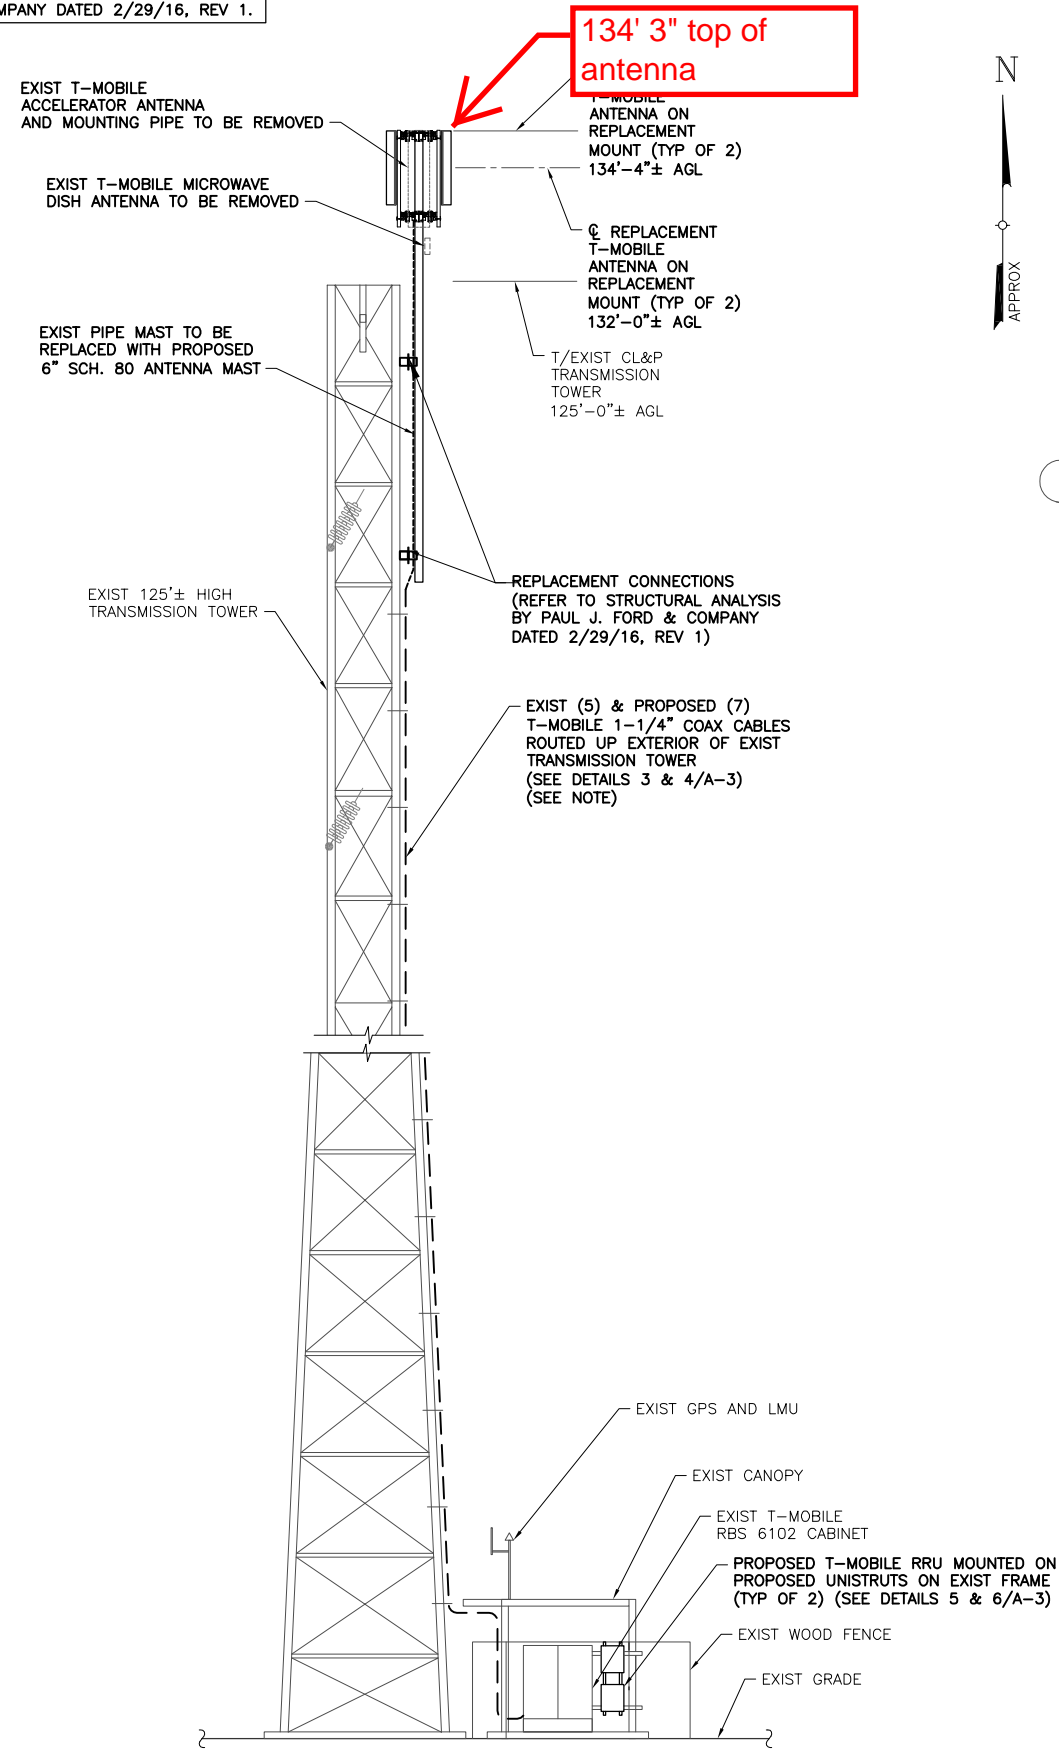 MPANY DATED 2/29/16, REV 1.
134' 3" top of
antenna
N
APPROX
EXIST T-MOBILE
ACCELERATOR ANTENNA
AND MOUNTING PIPE TO BE REMOVED
T-MOBILE
ANTENNA ON
REPLACEMENT
MOUNT (TYP OF 2)
134'-4"± AGL
EXIST T-MOBILE MICROWAVE
DISH ANTENNA TO BE REMOVED
℄ REPLACEMENT
T-MOBILE
ANTENNA ON
REPLACEMENT
MOUNT (TYP OF 2)
132'-0"± AGL
EXIST PIPE MAST TO BE
REPLACED WITH PROPOSED
6" SCH. 80 ANTENNA MAST
T/EXIST CL&P
TRANSMISSION
TOWER
125'-0"± AGL
EXIST 125'± HIGH
TRANSMISSION TOWER
REPLACEMENT CONNECTIONS
(REFER TO STRUCTURAL ANALYSIS
BY PAUL J. FORD & COMPANY
DATED 2/29/16, REV 1)
EXIST (5) & PROPOSED (7)
T-MOBILE 1-1/4" COAX CABLES
ROUTED UP EXTERIOR OF EXIST
TRANSMISSION TOWER
(SEE DETAILS 3 & 4/A-3)
(SEE NOTE)
EXIST GPS AND LMU
EXIST CANOPY
EXIST T-MOBILE
RBS 6102 CABINET
PROPOSED T-MOBILE RRU MOUNTED ON
PROPOSED UNISTRUTS ON EXIST FRAME
(TYP OF 2) (SEE DETAILS 5 & 6/A-3)
EXIST WOOD FENCE
EXIST GRADE